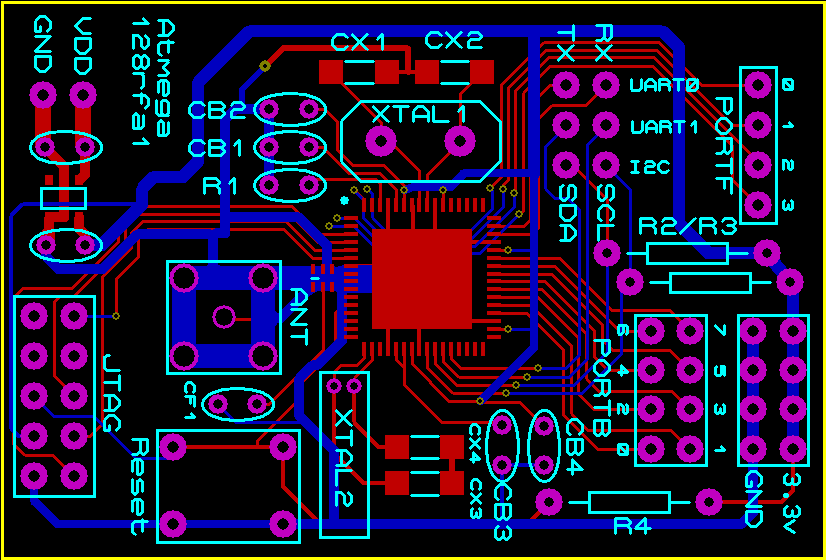 GND
VDD
Atmega
128rfa1
CX1
CX2
TX
RX
CB2
XTAL1
UART0
0
CB1
UART1
PORTF
1
R1
I2C
2
SDA
SCL
3
R2/R3
ANT
JTAG
6
7
4
PORTB
5
2
3
0
1
CF1
XTAL2
Reset
CX4
CX3
CB3
CB4
R4
GND
3.3v